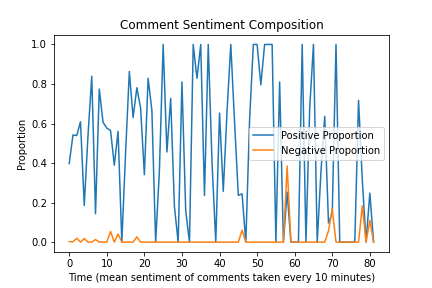 Comment Sentiment Composition
1.0
0.8
0.6
0.4
0.2
0.0
Proportion
Positive Proportion
Negative Proportion
0 10 20 30 40 50 60 70 80
Time (mean sentiment of comments taken every 10 minutes)